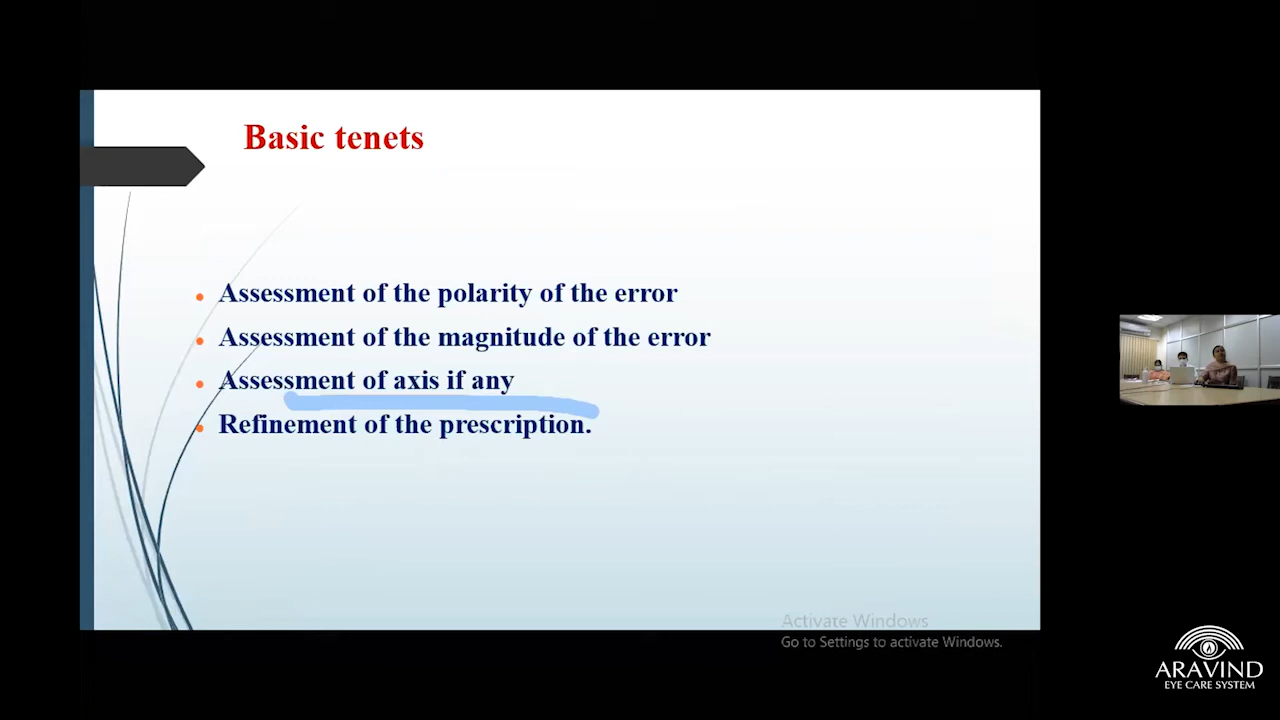 Basic tenets
Assessment of the polarity of the error
Assessment of the magnitude of the error
Assessment of axis if any
Refinement of the prescription.
Activate Windows
Go to Settings to activate Windows.
ARAVIND
EYE CARE SYSTEM